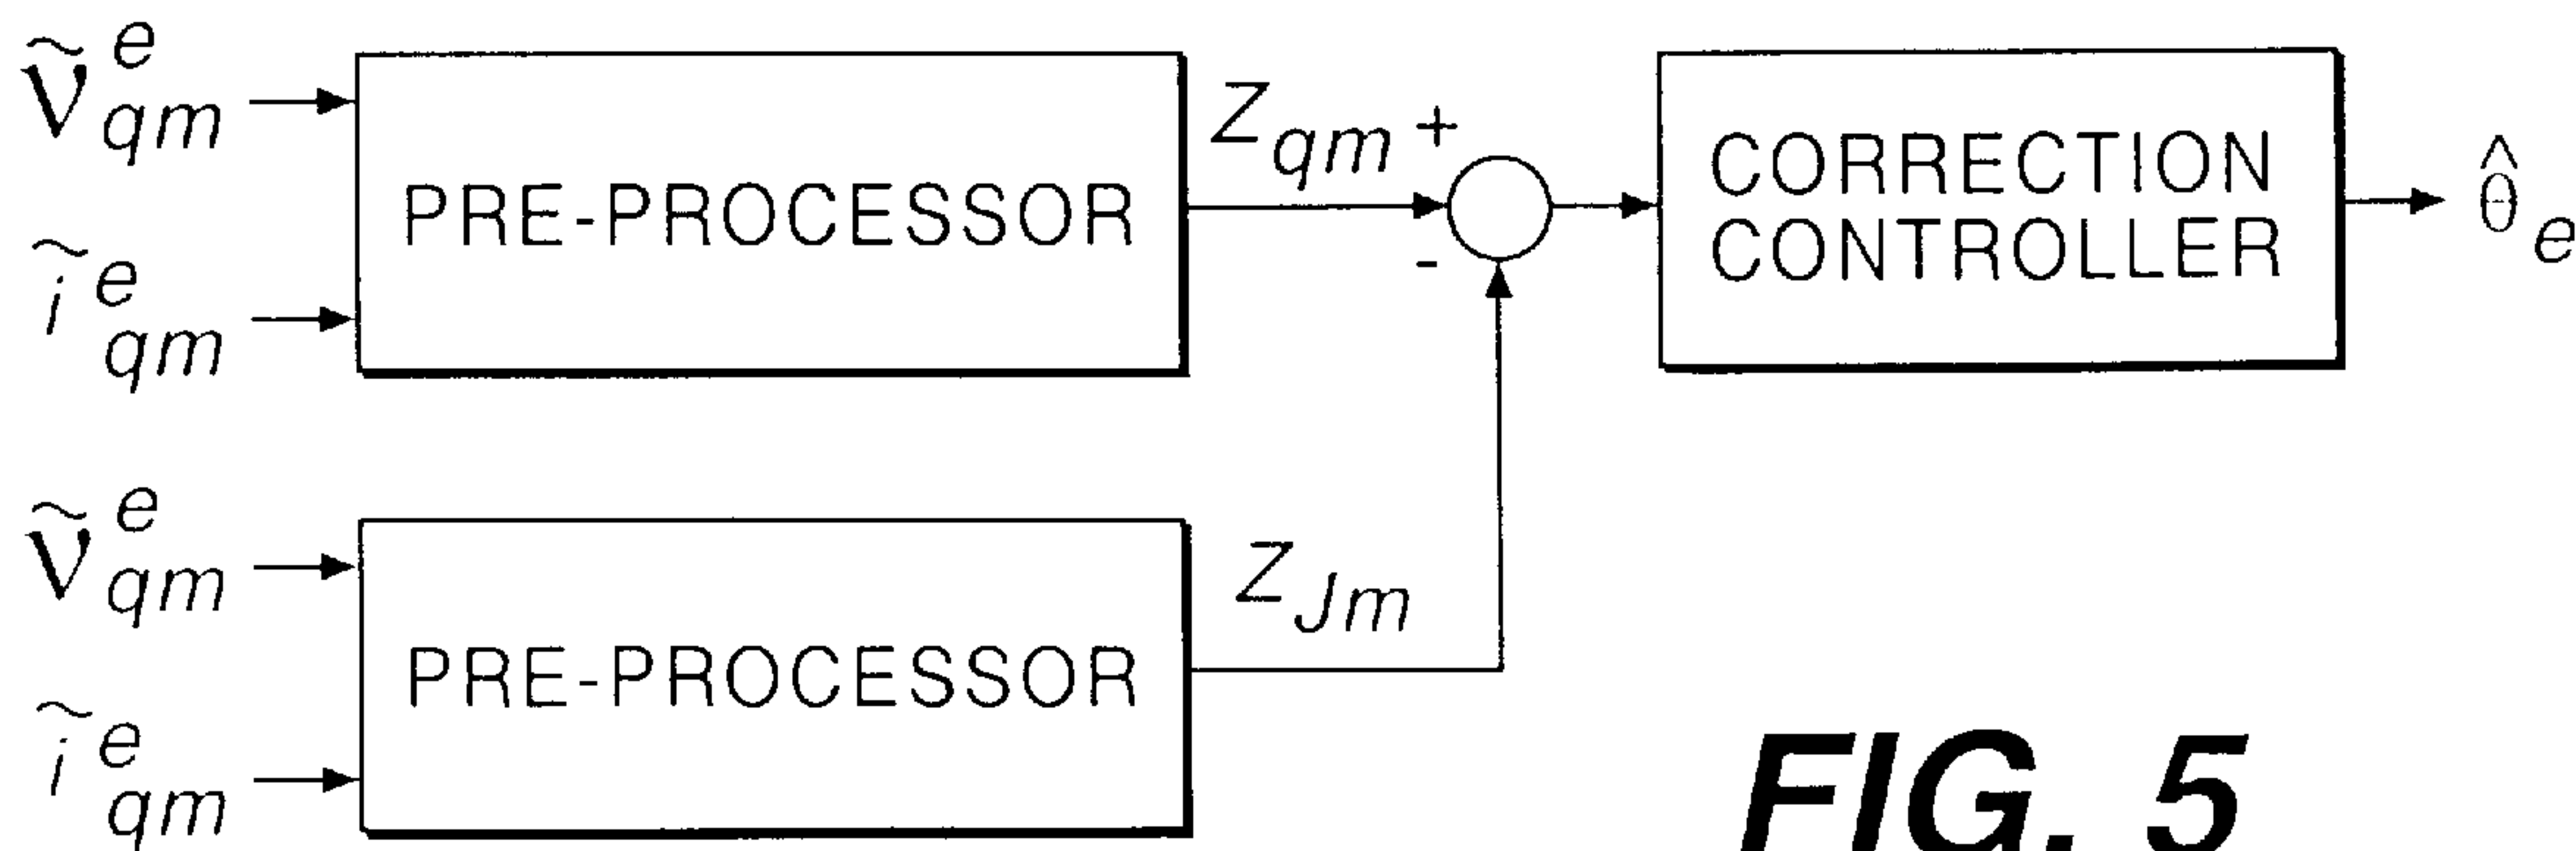 ṽ^e_qm
ĩ^e_qm
PRE-PROCESSOR
Z_qm
+
-
CORRECTION
CONTROLLER
θ̂_e
ṽ^e_qm
ĩ^e_qm
PRE-PROCESSOR
Z_Jm
FIG. 5